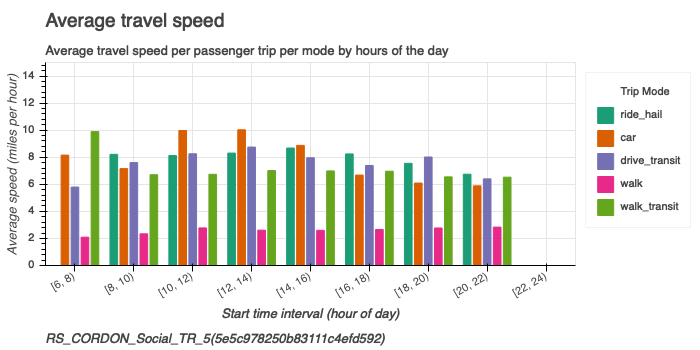 Average travel speed
Average travel speed per passenger trip per mode by hours of the day
Average speed (miles per hour)
14
12
10
8
6
4
2
0
[6, 8)
[8, 10)
[10, 12)
[12, 14)
[14, 16)
[16, 18)
[18, 20)
[20, 22)
[22, 24)
Start time interval (hour of day)
Trip Mode
ride_hail
car
drive_transit
walk
walk_transit
RS_CORDON_Social_TR_5(5e5c978250b83111c4efd592)